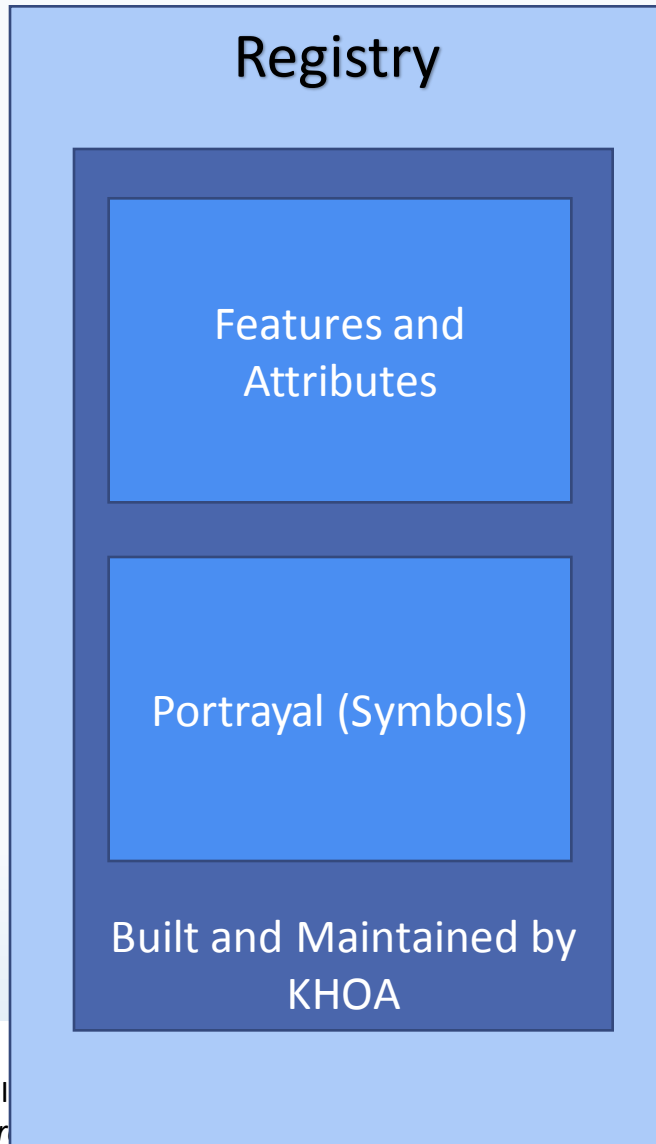 Registry
Features and
Attributes
Portrayal (Symbols)
Built and Maintained by
KHOA